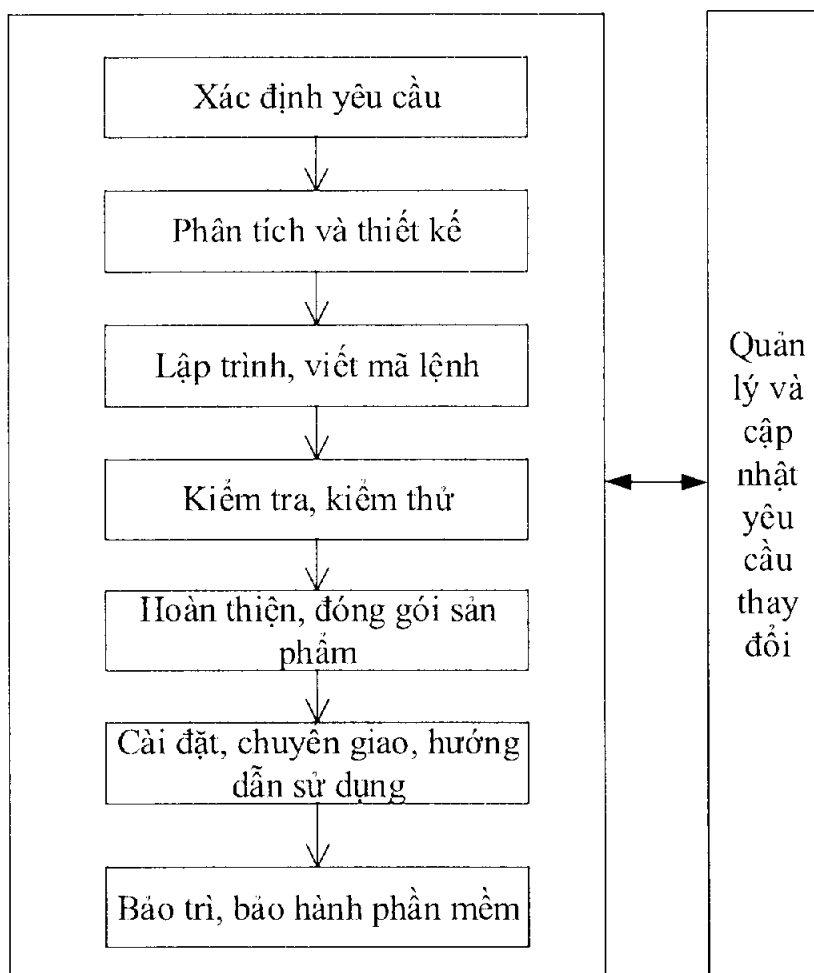 Xác định yêu cầu
Phân tích và thiết kế
Lập trình, viết mã lệnh
Kiểm tra, kiểm thử
Hoàn thiện, đóng gói sản
phẩm
Cài đặt, chuyên giao, hướng
dẫn sử dụng
Bảo trì, bảo hành phần mềm
Quản
lý và
cập
nhật
yêu
cầu
thay
đổi